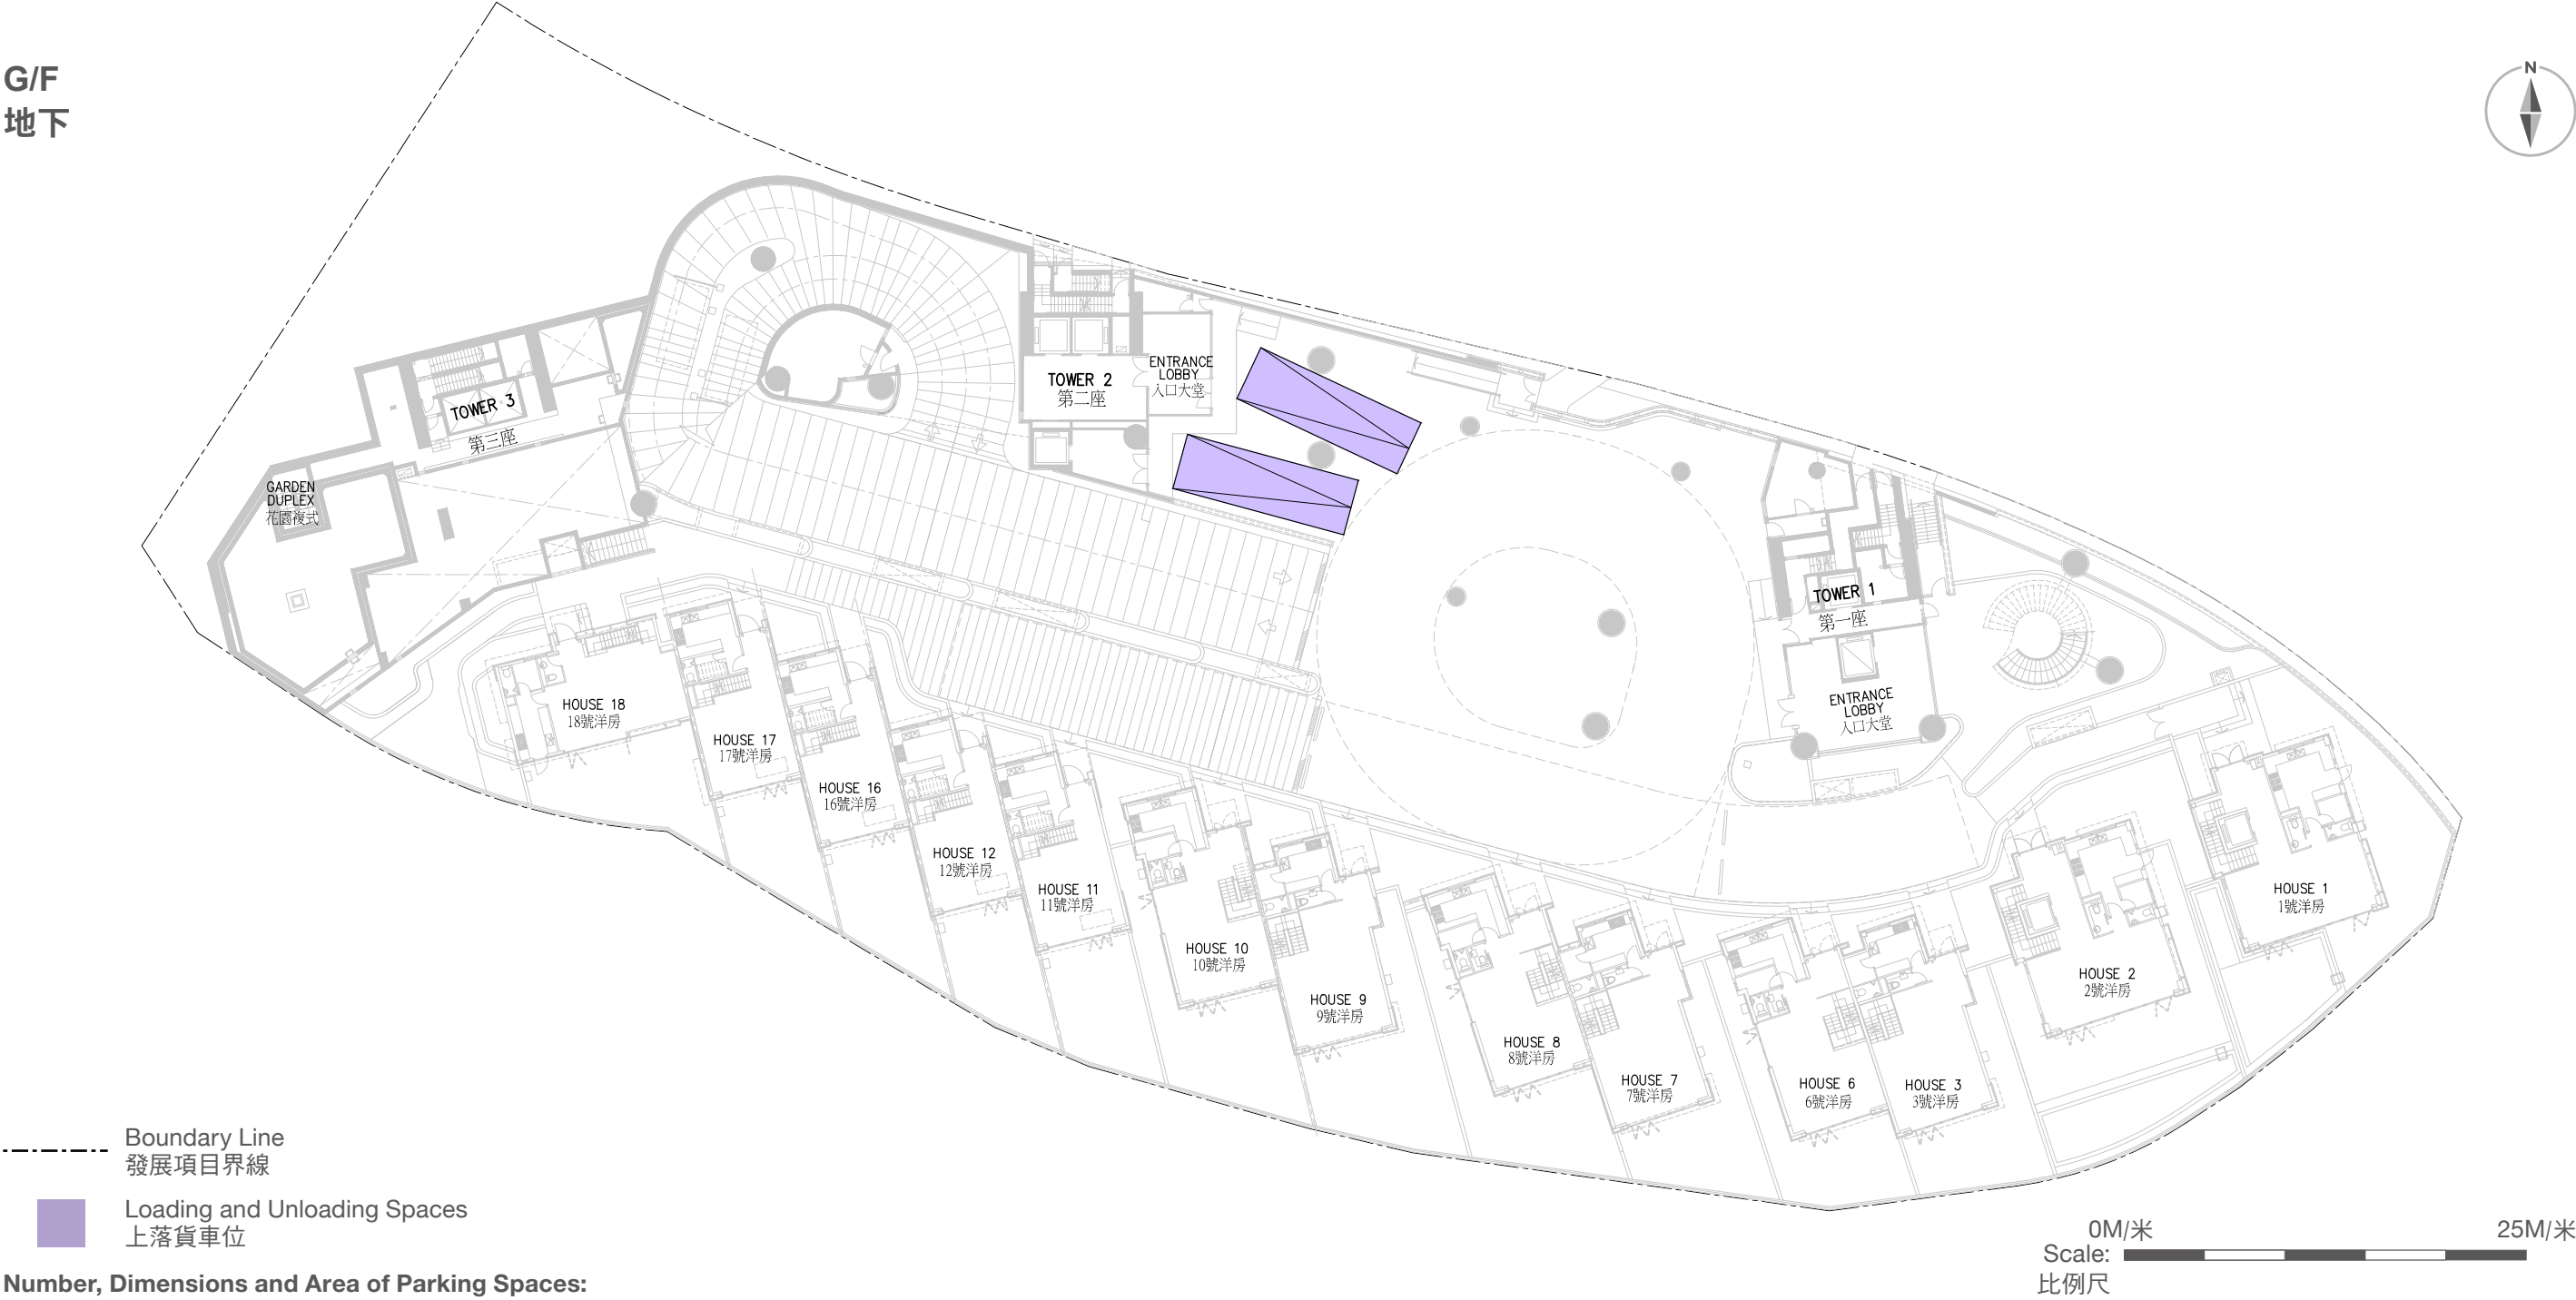 G/F
地下
N
TOWER 3
第三座
GARDEN
DUPLEX
花園複式
TOWER 2
第二座
ENTRANCE
LOBBY
入口大堂
TOWER 1
第一座
ENTRANCE
LOBBY
入口大堂
HOUSE 18
18號洋房
HOUSE 17
17號洋房
HOUSE 16
16號洋房
HOUSE 12
12號洋房
HOUSE 11
11號洋房
HOUSE 10
10號洋房
HOUSE 9
9號洋房
HOUSE 8
8號洋房
HOUSE 7
7號洋房
HOUSE 6
6號洋房
HOUSE 3
3號洋房
HOUSE 2
2號洋房
HOUSE 1
1號洋房
Boundary Line
發展項目界線
Loading and Unloading Spaces
上落貨車位
0M/米 25M/米
Scale:
比例尺
Number, Dimensions and Area of Parking Spaces: